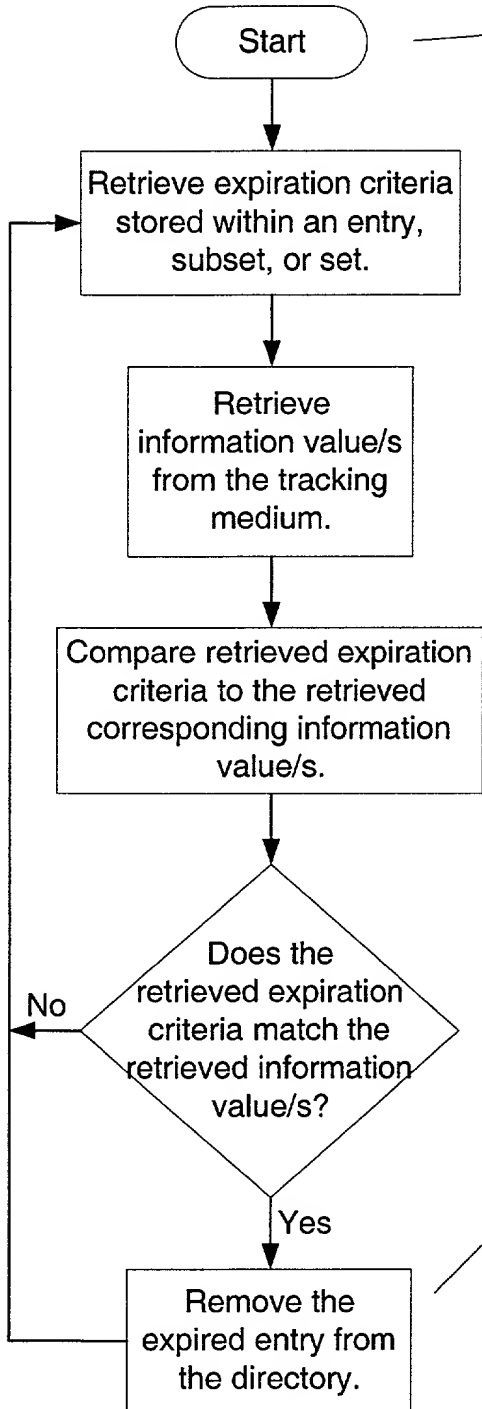 Start
Retrieve expiration criteria
stored within an entry,
subset, or set.
Retrieve
information value/s
from the tracking
medium.
Compare retrieved expiration
criteria to the retrieved
corresponding information
value/s.
Does the
retrieved expiration
criteria match the
retrieved information
value/s?
No
Yes
Remove the
expired entry from
the directory.